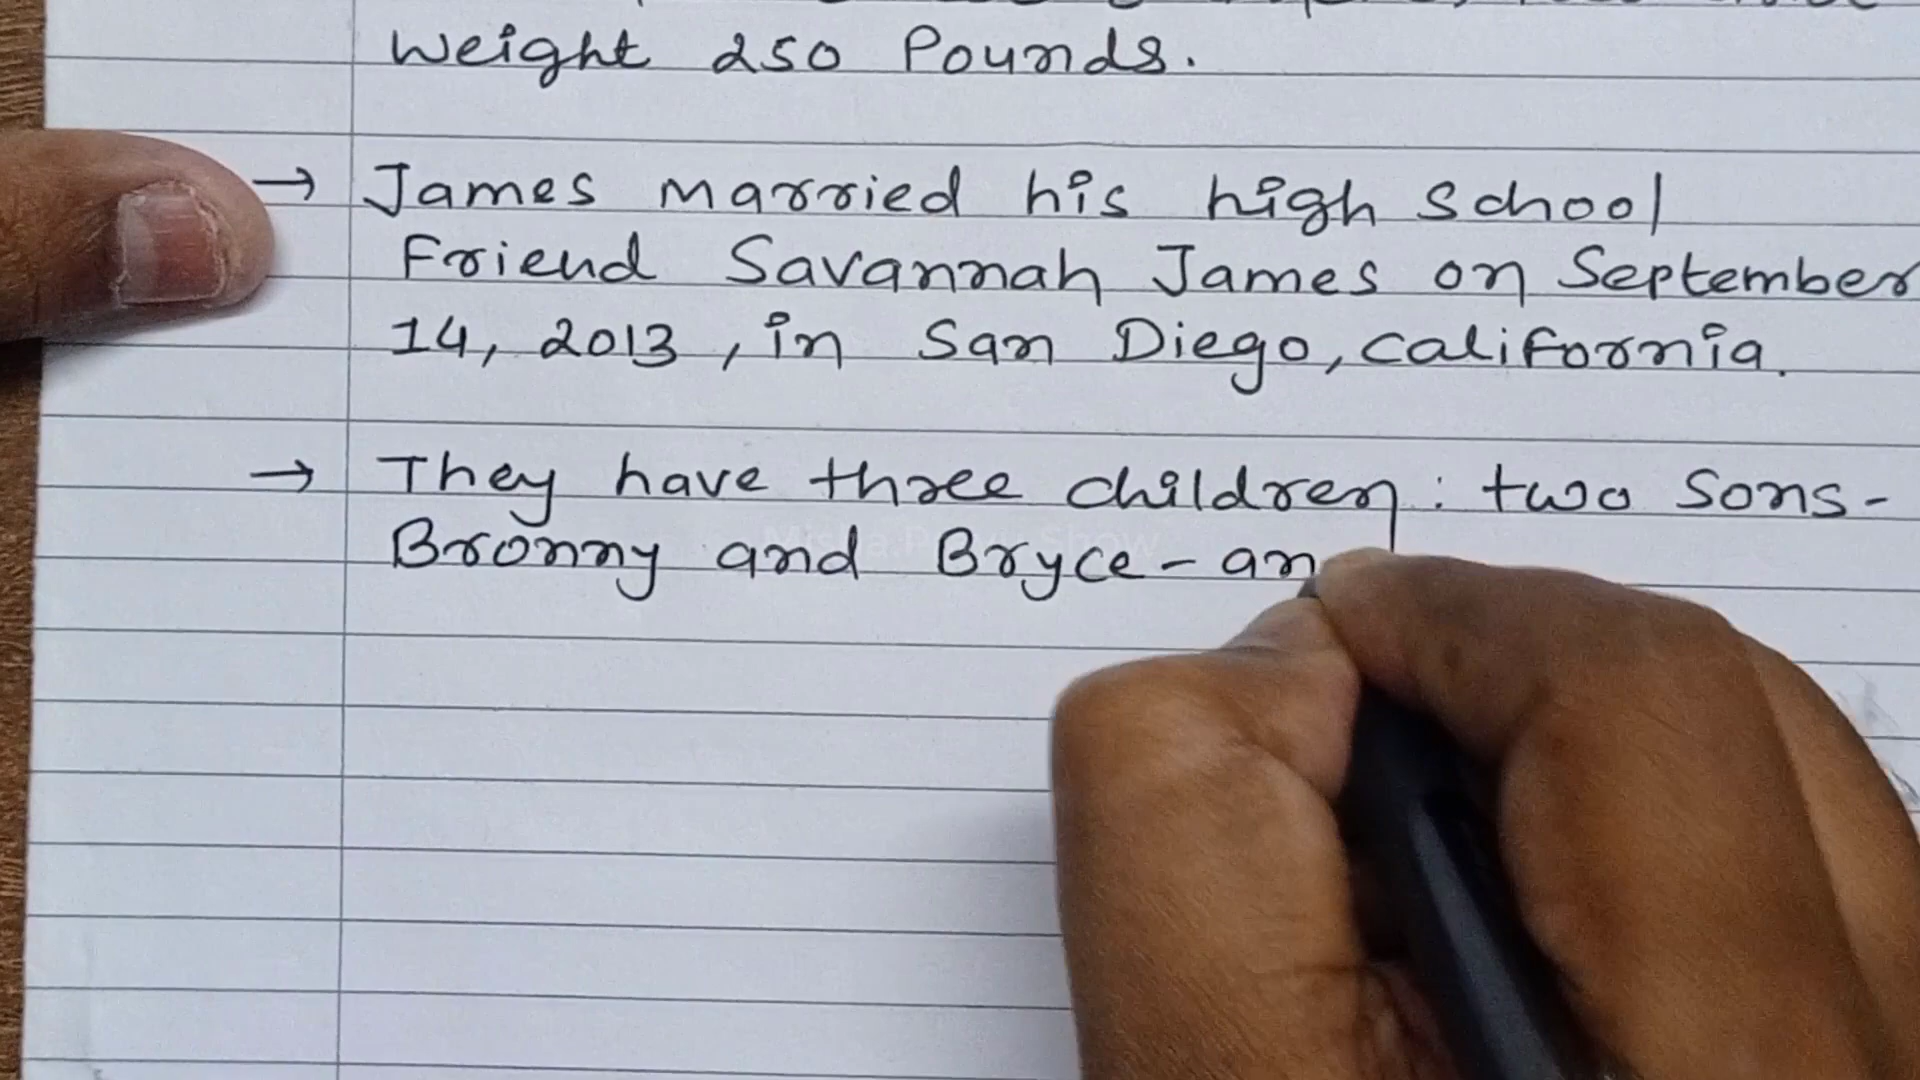 Weight 250 Pounds.
→ James married his high school
Friend Savannah James on September
14, 2013, in San Diego, California.
→ They have three children: two sons-
Bronny and Bryce - an